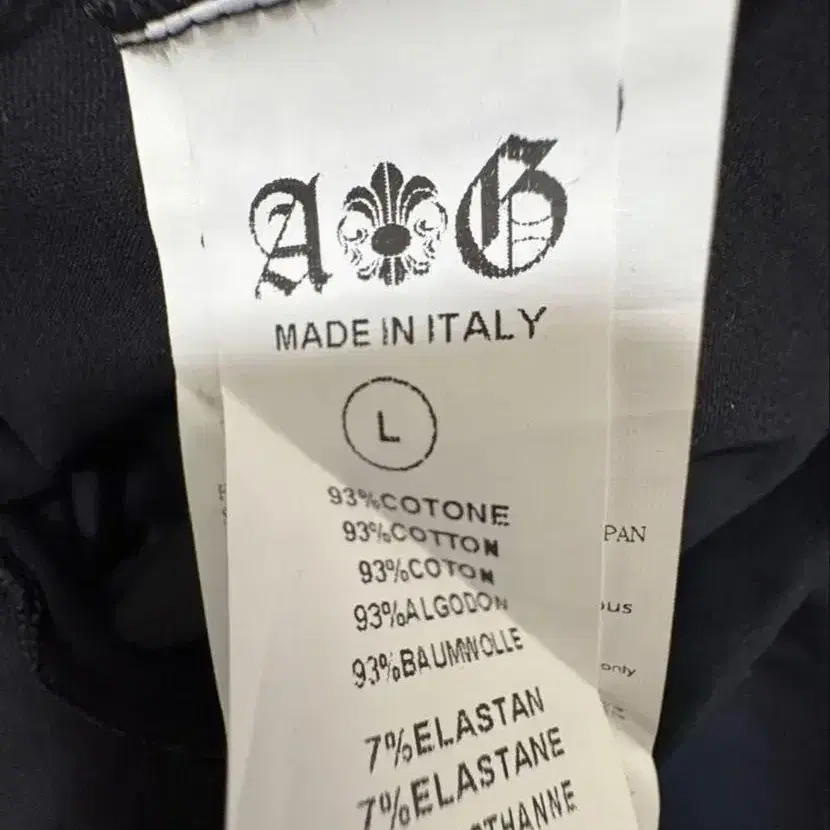 A G
MADE IN ITALY
L
93%COTONE
93%COTTON
93%COTON
93%ALGODON
93%BAUMWOLLE
7%ELASTAN
7%ELASTANE
PAN
ous
only